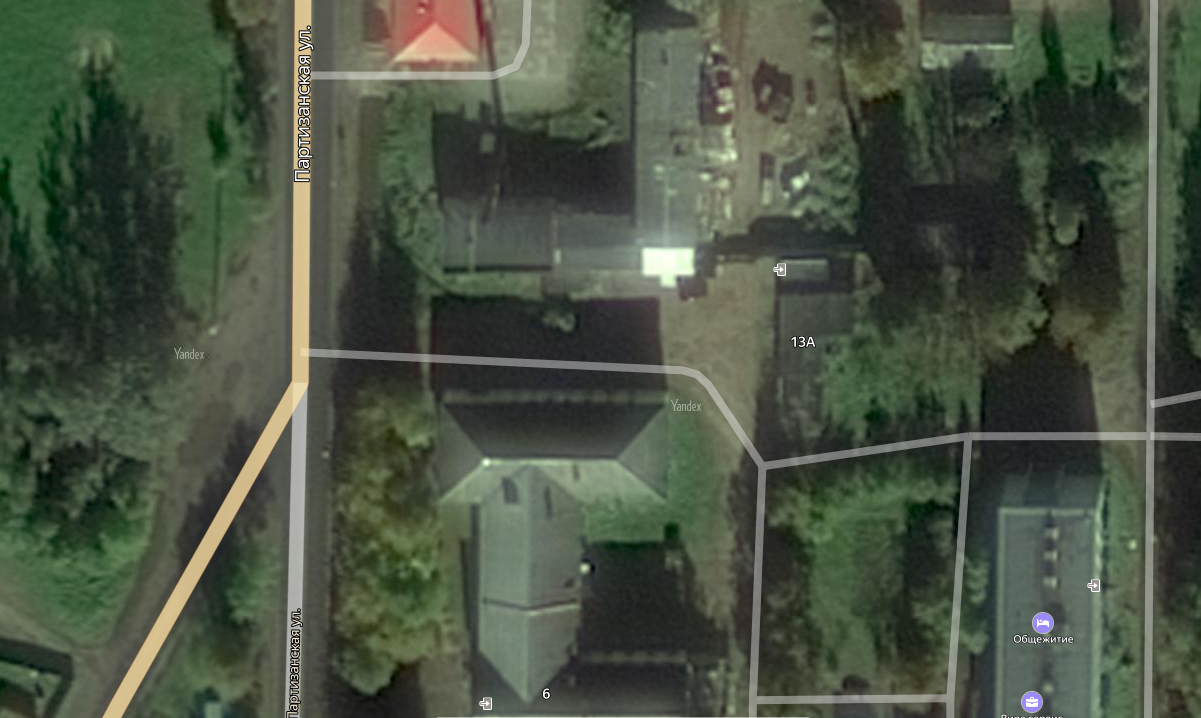 Партизанская ул.
Yandex
13А
Yandex
Партизанская ул.
Общежитие
6